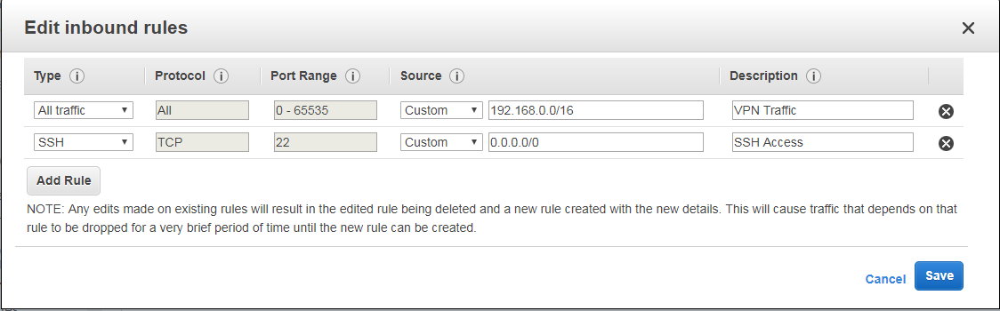 Edit inbound rules
Type Protocol Port Range Source Description
All traffic All 0 - 65535 Custom 192.168.0.0/16 VPN Traffic
SSH TCP 22 Custom 0.0.0.0/0 SSH Access
Add Rule
NOTE: Any edits made on existing rules will result in the edited rule being deleted and a new rule created with the new details. This will cause traffic that depends on that
rule to be dropped for a very brief period of time until the new rule can be created.
Cancel Save